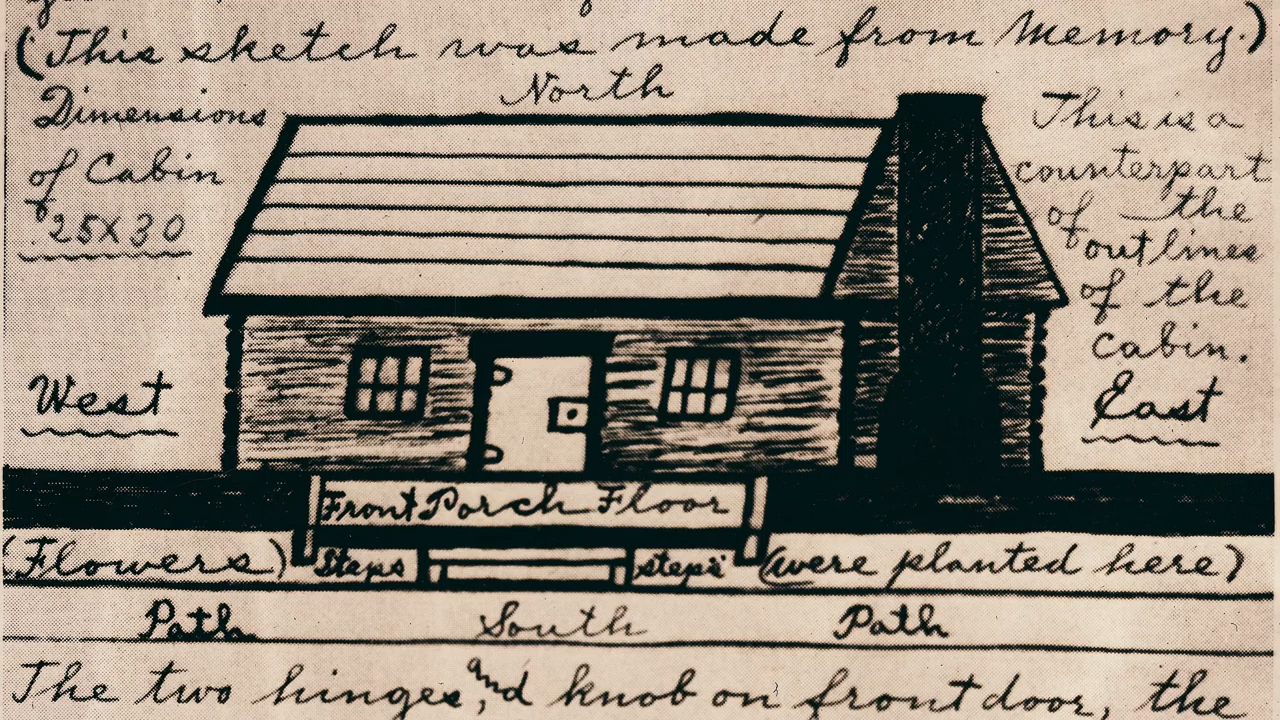 (This sketch was made from Memory.)
North
Dimensions
of Cabin
25X30
This is a
counterpart
of the
outlines
of the
cabin.
West
East
Front Porch Floor
(Flowers) Steps steps (were planted here)
Path South Path
The two hinges, and knob on front door, the